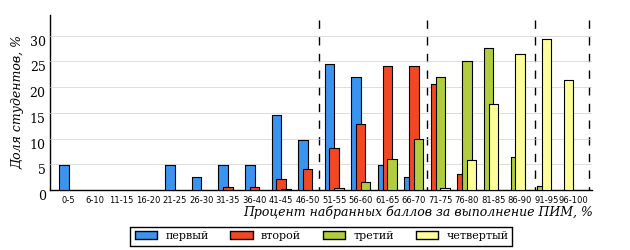 Доля студентов, %
30
25
20
15
10
5
0
0-5 6-10 11-15 16-20 21-25 26-30 31-35 36-40 41-45 46-50 51-55 56-60 61-65 66-70 71-75 76-80 81-85 86-90 91-95 96-100
Процент набранных баллов за выполнение ПИМ, %
первый второй третий четвертый